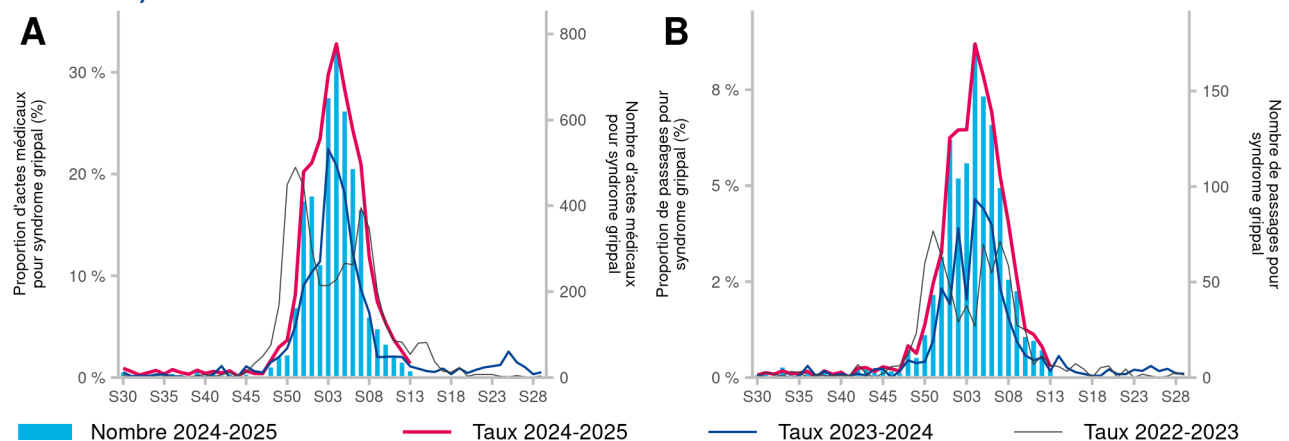 A
B
Proportion d'actes médicaux
pour syndrome grippal (%)
30 %
20 %
10 %
0 %
800
600
400
200
0
Nombre d'actes médicaux
pour syndrome grippal
S30 S35 S40 S45 S50 S03 S08 S13 S18 S23 S28
Proportion de passages pour
syndrome grippal (%)
8 %
5 %
2 %
0 %
150
100
50
0
Nombre de passages pour
syndrome grippal
S30 S35 S40 S45 S50 S03 S08 S13 S18 S23 S28
Nombre 2024-2025 Taux 2024-2025 Taux 2023-2024 Taux 2022-2023